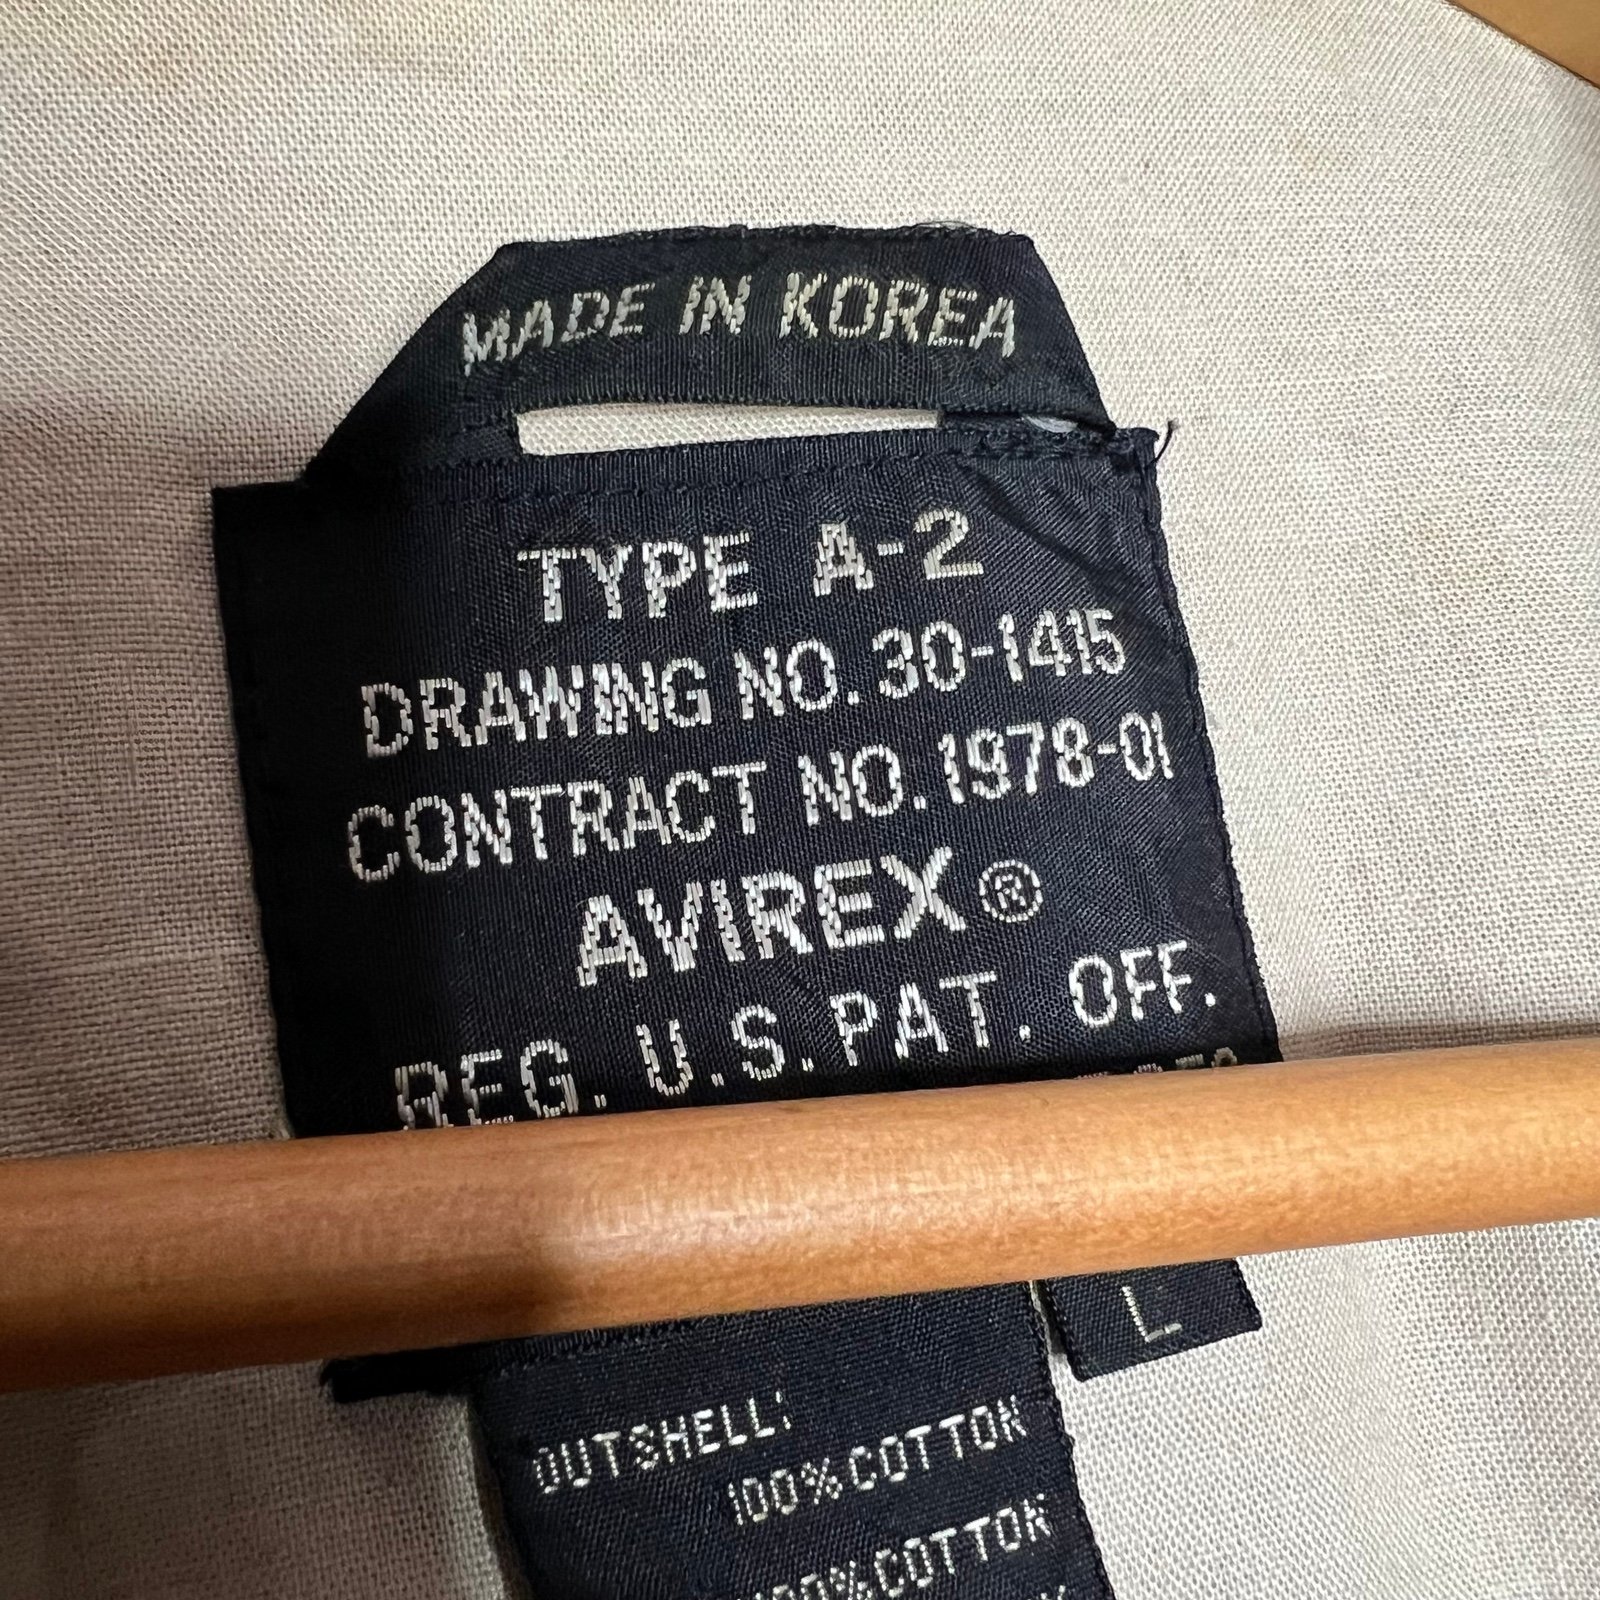 MADE IN KOREA
TYPE A-2
DRAWING NO. 30-1415
CONTRACT NO. 1978-01
AVIREX®
REG. U.S. PAT. OFF.
L
OUTSHELL:
100% COTTON
100% COTTON